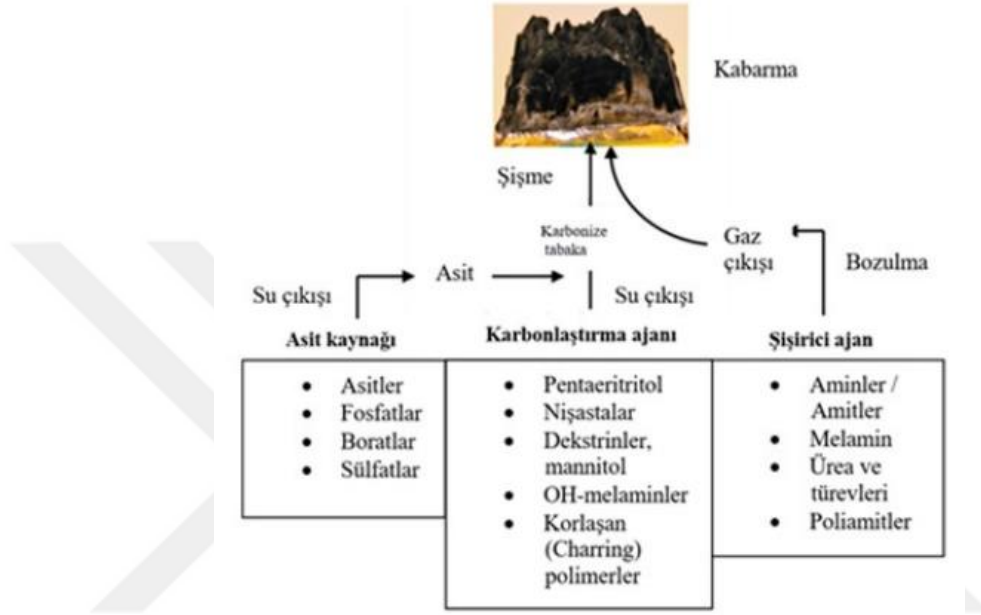 Kabarma
Şişme
Karbonize
tabaka
Gaz
çıkışı
Bozulma
Asit
Su çıkışı
Su çıkışı
Asit kaynağı
Karbonlaştırma ajanı
Şişirici ajan
• Asitler
• Fosfatlar
• Boratlar
• Sülfatlar
• Pentaeritritol
• Nişastalar
• Dekstrinler,
mannitol
• OH-melaminler
• Korlaşan
(Charring)
polimerler
• Aminler /
Amitler
• Melamin
• Ürea ve
türevleri
• Poliamitler